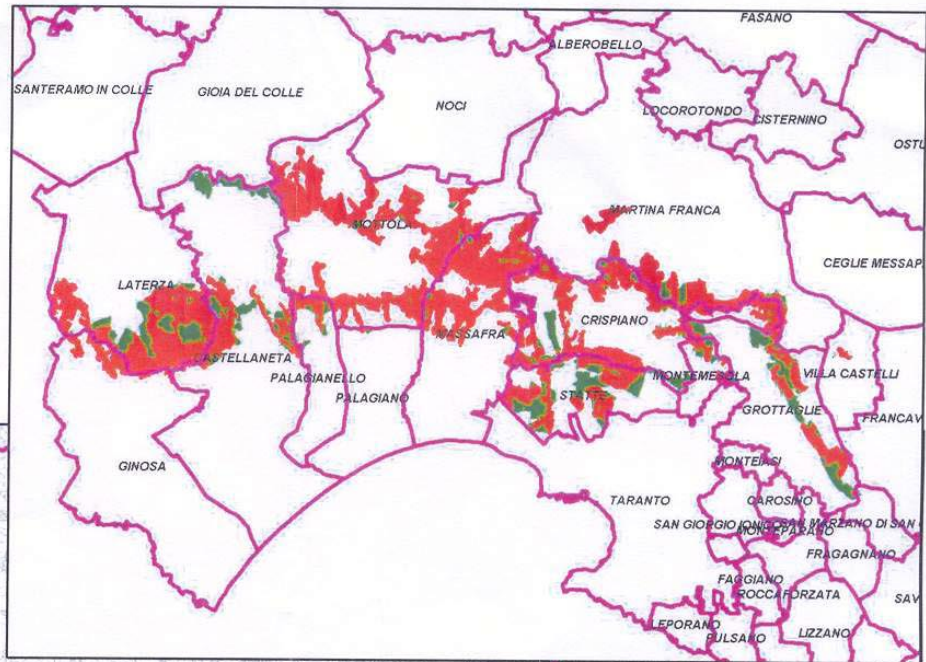 FASANO
ALBEROBELLO
SANTERAMO IN COLLE
GIOIA DEL COLLE
NOCI
LOCOROTONDO
CISTERNINO
OSTU
MARTINA FRANCA
MOTTOLA
CEGLIE MESSAP
LATERZA
CRISPIANO
MASSAFRA
CASTELLANETA
PALAGIANELLO
MONTEMESOLA
VILLA CASTELLI
PALAGIANO
STATTE
GROTTAGLIE
FRANCAV
GINOSA
MONTEIASI
TARANTO
CAROSINO
SAN GIORGIO IONICO
SAN MARZANO DI SAN
MONTEPARANO
FRAGAGNANO
FAGGIANO
ROCCAFORZATA
SAV
LEPORANO
PULSANO
LIZZANO